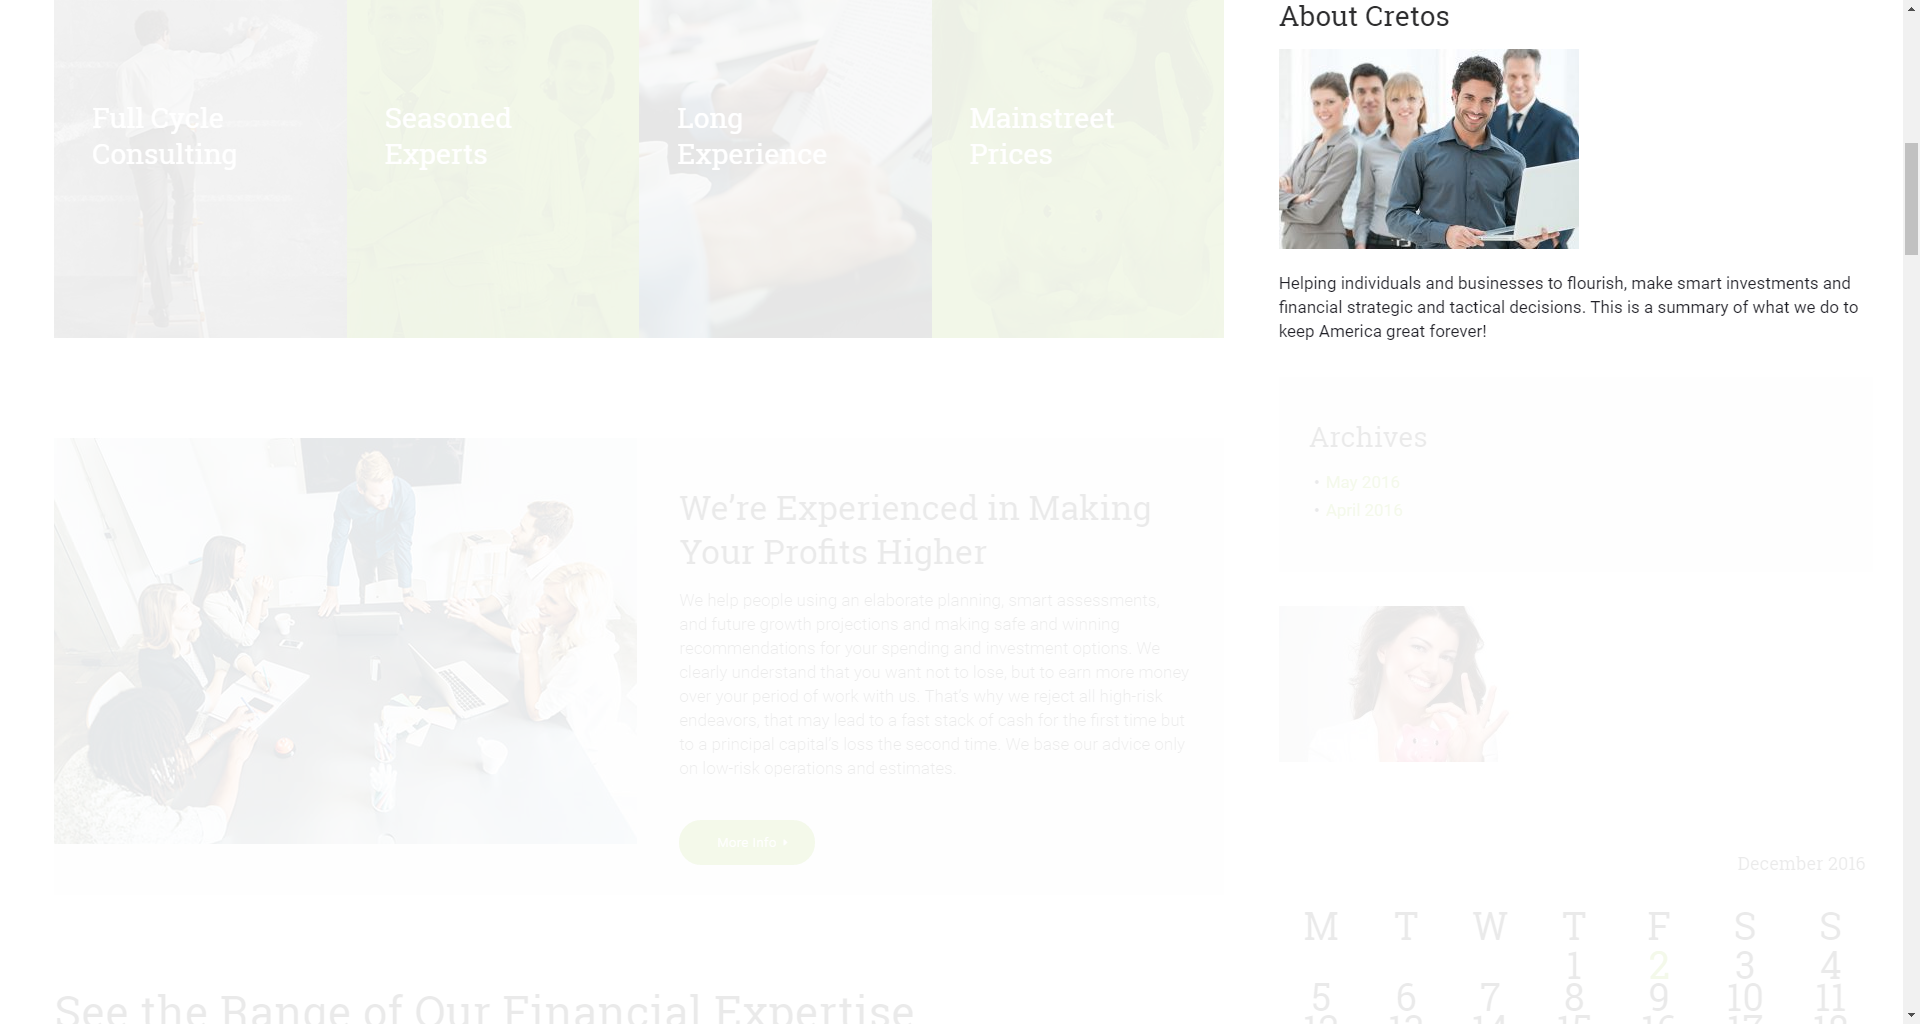 Full Cycle
Consulting
Seasoned
Experts
Long
Experience
Mainstreet
Prices
We're Experienced in Making
Your Profits Higher
We help people using an elaborate planning, smart assessments,
and future growth projections and making safe and winning
recommendations for your spending and investment options. We
clearly understand that you want not to lose, but to earn more money
over your period of work with us. That's why we reject all high-risk
endeavors, that may lead to a fast stack of cash for the first time but
to a principal capital's loss the second time. We base our advice only
on low-risk operations and estimates.
More Info
See the Range of Our Financial Expertise
About Cretos
Helping individuals and businesses to flourish, make smart investments and
financial strategic and tactical decisions. This is a summary of what we do to
keep America great forever!
Archives
• May 2016
• April 2016
December 2016
M T W T F S S
1 2 3 4
5 6 7 8 9 10 11
12 13 14 15 16 17 18